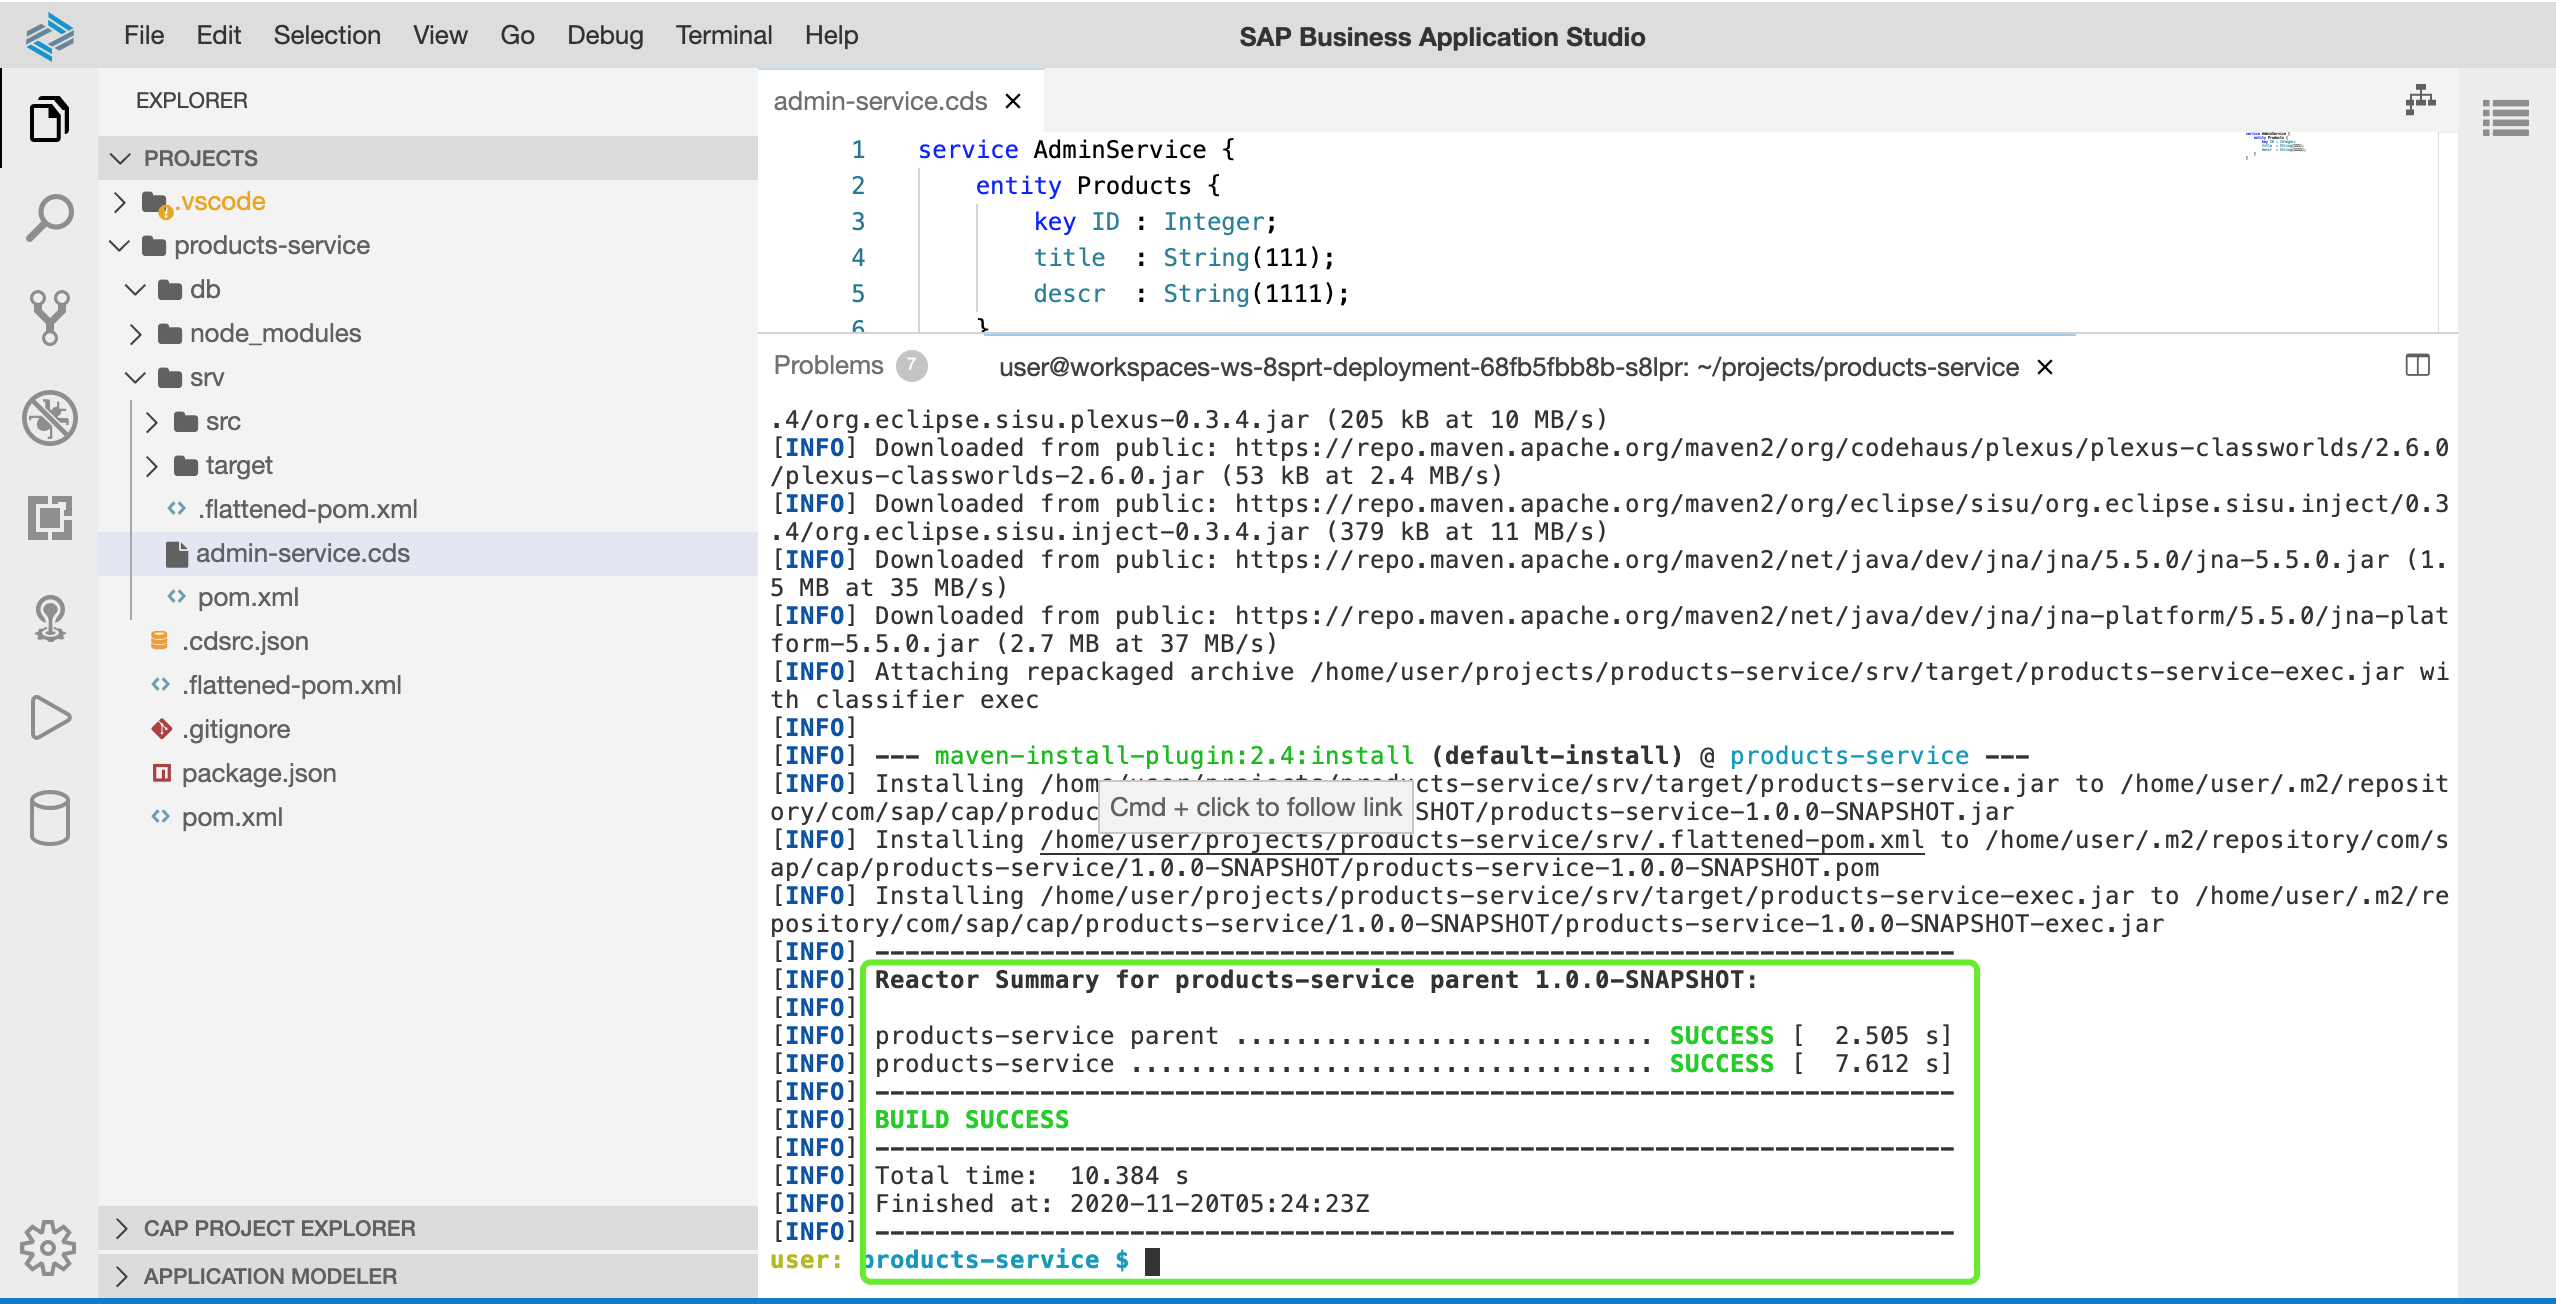 File Edit Selection View Go Debug Terminal Help
SAP Business Application Studio
EXPLORER
PROJECTS
.vscode
products-service
db
node_modules
srv
src
target
.flattened-pom.xml
admin-service.cds
pom.xml
.cdsrc.json
.flattened-pom.xml
.gitignore
package.json
pom.xml
CAP PROJECT EXPLORER
APPLICATION MODELER
admin-service.cds
1 service AdminService {
2 entity Products {
3 key ID : Integer;
4 title : String(111);
5 descr : String(1111);
6 }
Problems 7 user@workspaces-ws-8sprt-deployment-68fb5fbb8b-s8lpr: ~/projects/products-service
.4/org.eclipse.sisu.plexus-0.3.4.jar (205 kB at 10 MB/s)
[INFO] Downloaded from public: https://repo.maven.apache.org/maven2/org/codehaus/plexus/plexus-classworlds/2.6.0
/plexus-classworlds-2.6.0.jar (53 kB at 2.4 MB/s)
[INFO] Downloaded from public: https://repo.maven.apache.org/maven2/org/eclipse/sisu/org.eclipse.sisu.inject/0.3
.4/org.eclipse.sisu.inject-0.3.4.jar (379 kB at 11 MB/s)
[INFO] Downloaded from public: https://repo.maven.apache.org/maven2/net/java/dev/jna/jna/5.5.0/jna-5.5.0.jar (1.
5 MB at 35 MB/s)
[INFO] Downloaded from public: https://repo.maven.apache.org/maven2/net/java/dev/jna/jna-platform/5.5.0/jna-plat
form-5.5.0.jar (2.7 MB at 37 MB/s)
[INFO] Attaching repackaged archive /home/user/projects/products-service/srv/target/products-service-exec.jar wi
th classifier exec
[INFO]
[INFO] --- maven-install-plugin:2.4:install (default-install) @ products-service ---
[INFO] Installing /home/user/projects/products-service/srv/target/products-service.jar to /home/user/.m2/reposit
ory/com/sap/cap/produc SHOT/products-service-1.0.0-SNAPSHOT.jar
Cmd + click to follow link
[INFO] Installing /home/user/projects/products-service/srv/.flattened-pom.xml to /home/user/.m2/repository/com/s
ap/cap/products-service/1.0.0-SNAPSHOT/products-service-1.0.0-SNAPSHOT.pom
[INFO] Installing /home/user/projects/products-service/srv/target/products-service-exec.jar to /home/user/.m2/re
pository/com/sap/cap/products-service/1.0.0-SNAPSHOT/products-service-1.0.0-SNAPSHOT-exec.jar
[INFO] ------------------------------------------------------------------------
[INFO] Reactor Summary for products-service parent 1.0.0-SNAPSHOT:
[INFO]
[INFO] products-service parent ............................ SUCCESS [ 2.505 s]
[INFO] products-service ................................... SUCCESS [ 7.612 s]
[INFO] ------------------------------------------------------------------------
[INFO] BUILD SUCCESS
[INFO] ------------------------------------------------------------------------
[INFO] Total time: 10.384 s
[INFO] Finished at: 2020-11-20T05:24:23Z
[INFO] ------------------------------------------------------------------------
user: products-service $